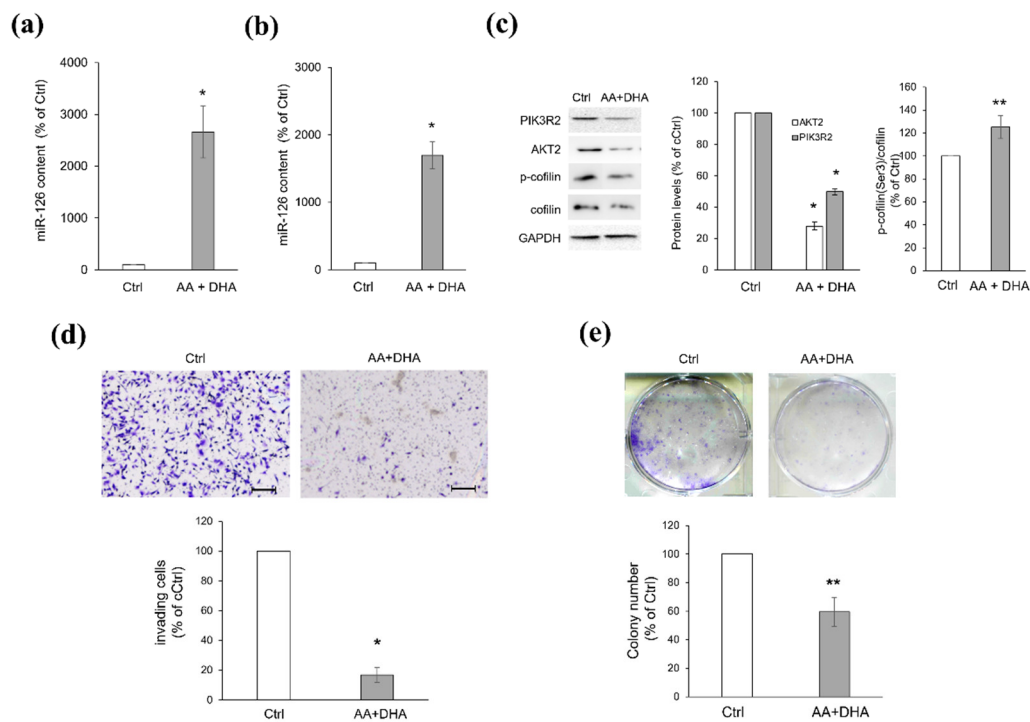 (a)
miR-126 content (% of Ctrl)
4000
3000
2000
1000
0
*
Ctrl
AA + DHA
(b)
miR-126 content (% of Ctrl)
3000
2000
1000
0
*
Ctrl
AA + DHA
(c)
Ctrl AA+DHA
PIK3R2
AKT2
p-cofilin
cofilin
GAPDH
Protein levels (% of cCtrl)
120
100
80
60
40
20
0
AKT2
PIK3R2
*
*
Ctrl
AA + DHA
p-cofilin(Ser3)/cofilin
(% of Ctrl)
160
140
120
100
80
60
40
20
0
**
Ctrl
AA + DHA
(d)
Ctrl
AA+DHA
invading cells
(% of cCtrl)
120
100
80
60
40
20
0
*
Ctrl
AA+DHA
(e)
Ctrl
AA+DHA
Colony number
(% of Ctrl)
120
100
80
60
40
20
0
**
Ctrl
AA+DHA